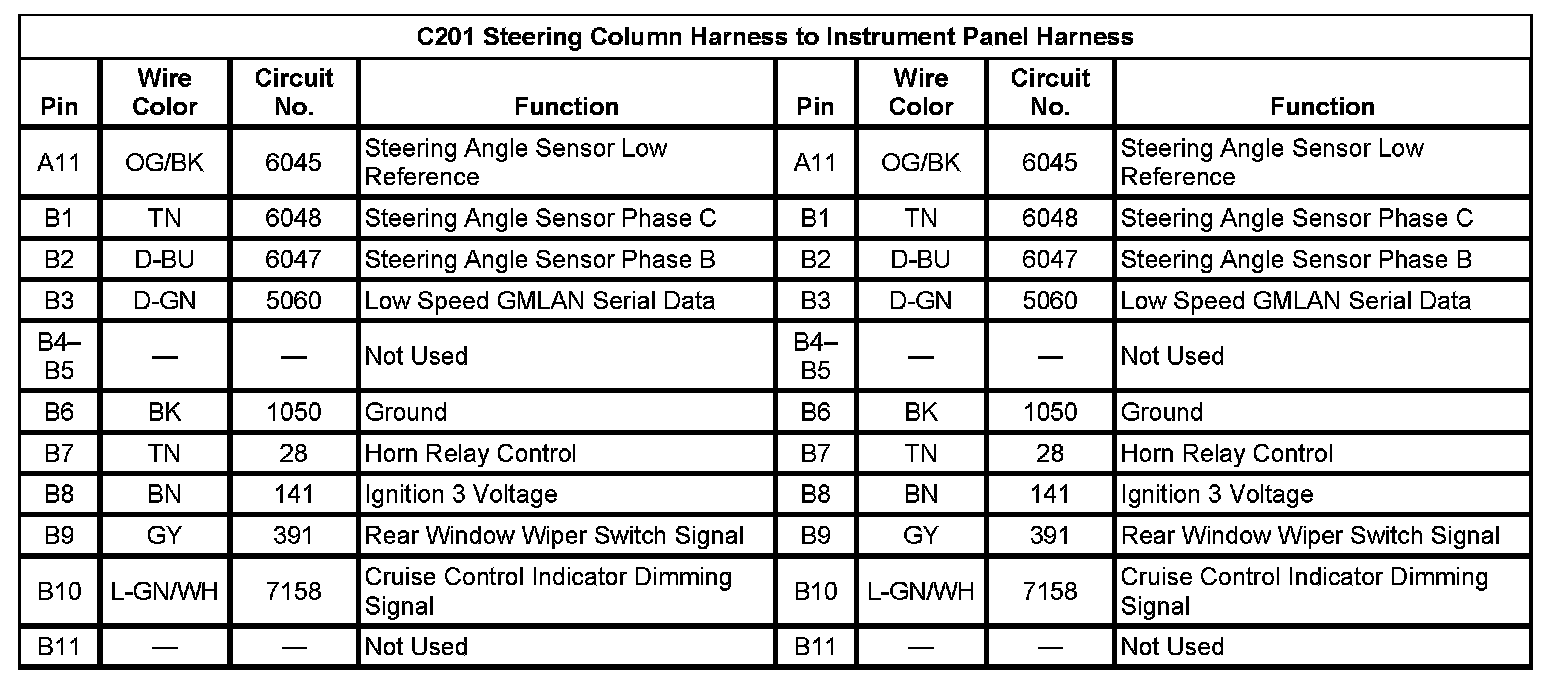 C201 Steering Column Harness to Instrument Panel Harness
Pin Wire Color Circuit No. Function Pin Wire Color Circuit No. Function
A11 OG/BK 6045 Steering Angle Sensor Low Reference A11 OG/BK 6045 Steering Angle Sensor Low Reference
B1 TN 6048 Steering Angle Sensor Phase C B1 TN 6048 Steering Angle Sensor Phase C
B2 D-BU 6047 Steering Angle Sensor Phase B B2 D-BU 6047 Steering Angle Sensor Phase B
B3 D-GN 5060 Low Speed GMLAN Serial Data B3 D-GN 5060 Low Speed GMLAN Serial Data
B4–B5 — — Not Used B4–B5 — — Not Used
B6 BK 1050 Ground B6 BK 1050 Ground
B7 TN 28 Horn Relay Control B7 TN 28 Horn Relay Control
B8 BN 141 Ignition 3 Voltage B8 BN 141 Ignition 3 Voltage
B9 GY 391 Rear Window Wiper Switch Signal B9 GY 391 Rear Window Wiper Switch Signal
B10 L-GN/WH 7158 Cruise Control Indicator Dimming Signal B10 L-GN/WH 7158 Cruise Control Indicator Dimming Signal
B11 — — Not Used B11 — — Not Used